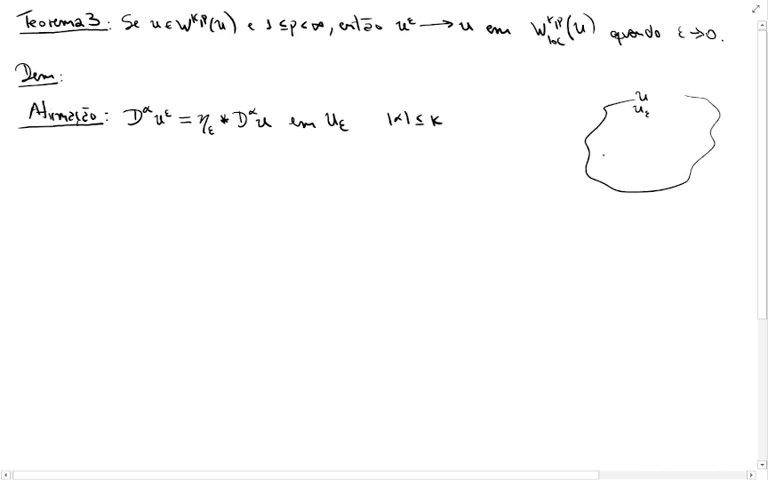 Teorema 3: Se u ∈ W^{k,p}(U) e 1 ≤ p < ∞, então u^ε → u em W^{k,p}_{loc}(U) quando ε → 0.
Dem:
Afirmação: D^α u^ε = η_ε * D^α u em U_ε |α| ≤ k
U
U_ε